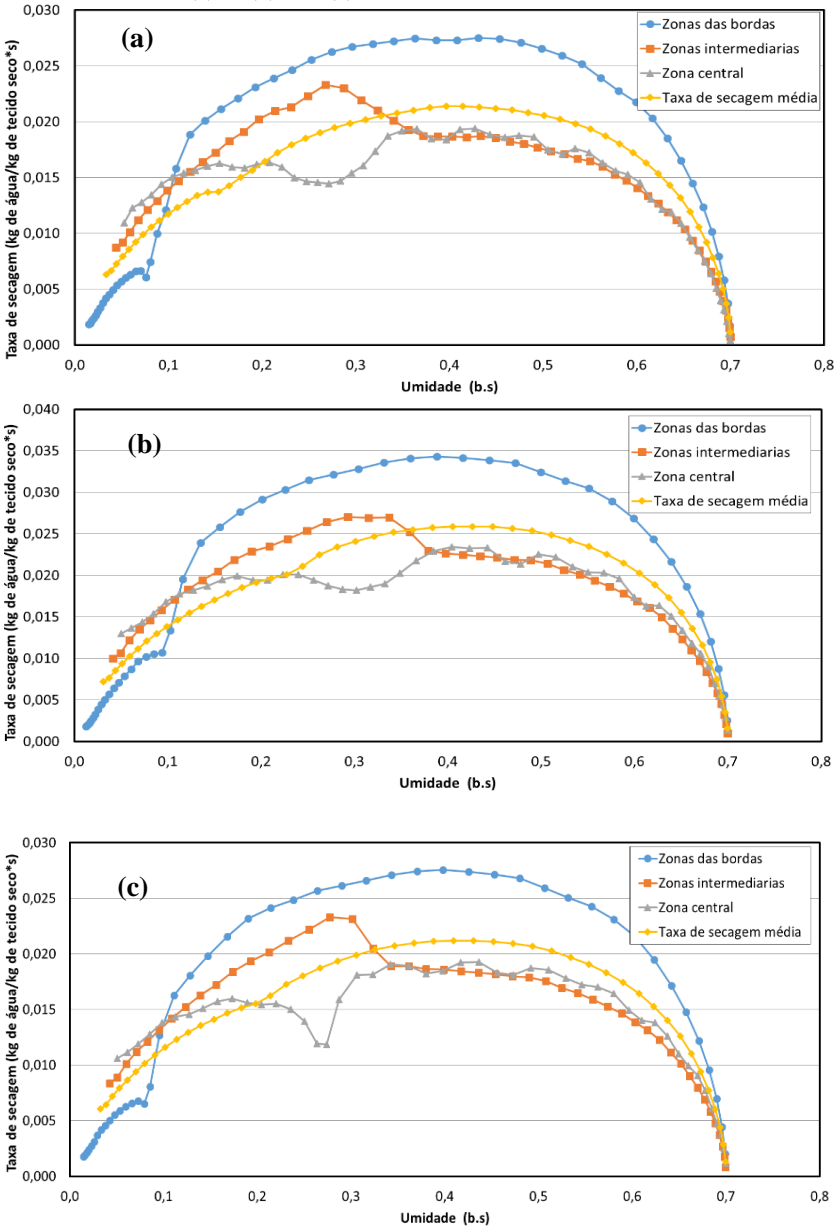 (a)
Taxa de secagem (kg de água/kg de tecido seco*s)
0,030
0,025
0,020
0,015
0,010
0,005
0,000
Zonas das bordas
Zonas intermediarias
Zona central
Taxa de secagem média
0,0 0,1 0,2 0,3 0,4 0,5 0,6 0,7 0,8
Umidade (b.s)
(b)
Taxa de secagem (kg de água/kg de tecido seco*s)
0,040
0,035
0,030
0,025
0,020
0,015
0,010
0,005
0,000
Zonas das bordas
Zonas intermediarias
Zona central
Taxa de secagem média
0,0 0,1 0,2 0,3 0,4 0,5 0,6 0,7 0,8
Umidade (b.s)
(c)
Taxa de secagem (kg de água/kg de tecido seco*s)
0,030
0,025
0,020
0,015
0,010
0,005
0,000
Zonas das bordas
Zonas intermediarias
Zona central
Taxa de secagem média
0,0 0,1 0,2 0,3 0,4 0,5 0,6 0,7 0,8
Umidade (b.s)